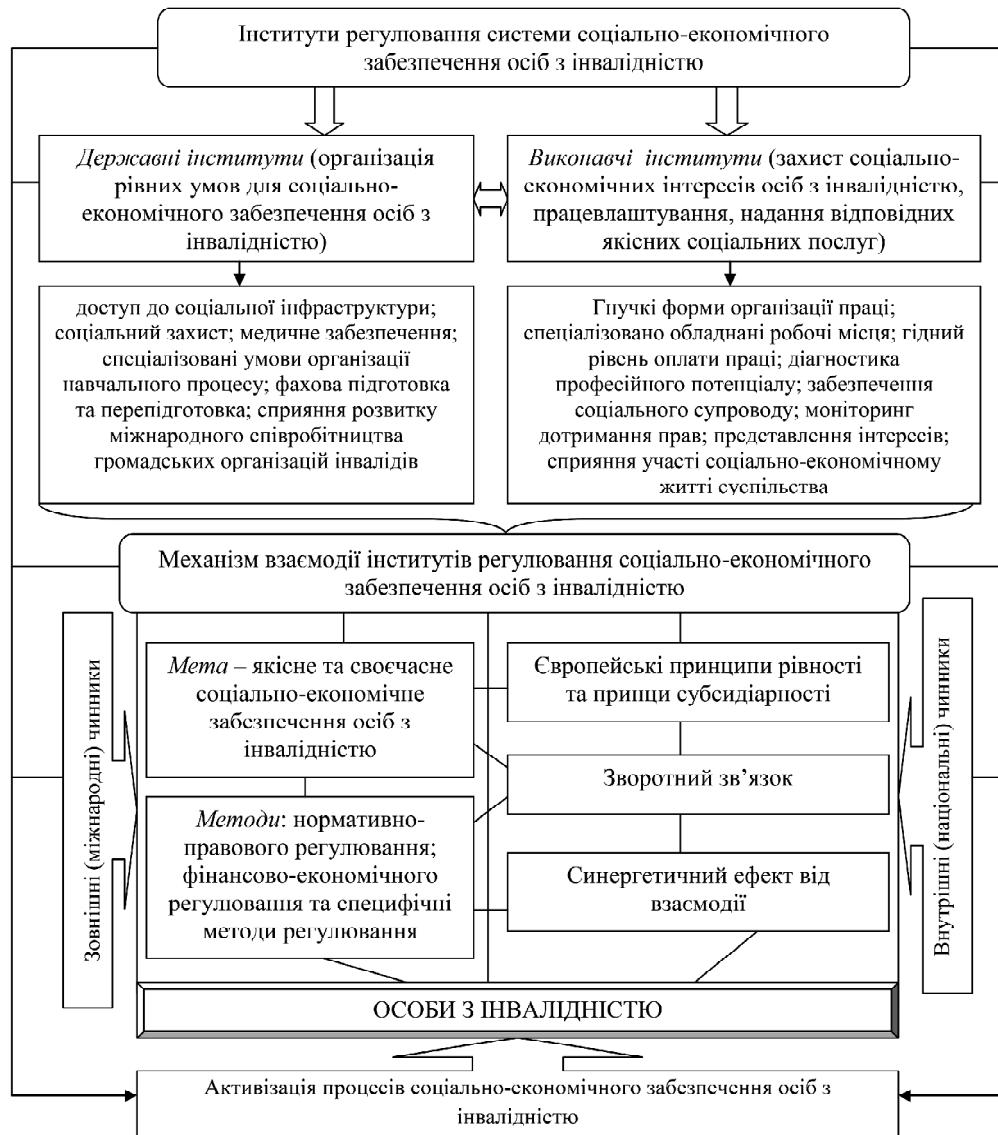 Інститути регулювання системи соціально-економічного
забезпечення осіб з інвалідністю
Державні інститути (організація
рівних умов для соціально-
економічного забезпечення осіб з
інвалідністю)
Виконавчі інститути (захист соціально-
економічних інтересів осіб з інвалідністю,
працевлаштування, надання відповідних
якісних соціальних послуг)
доступ до соціальної інфраструктури;
соціальний захист; медичне забезпечення;
спеціалізовані умови організації
навчального процесу; фахова підготовка
та перепідготовка; сприяння розвитку
міжнародного співробітництва
громадських організацій інвалідів
Гнучкі форми організації праці;
спеціалізовано обладнані робочі місця; гідний
рівень оплати праці; діагностика
професійного потенціалу; забезпечення
соціального супроводу; моніторинг
дотримання прав; представлення інтересів;
сприяння участі соціально-економічному
житті суспільства
Механізм взаємодії інститутів регулювання соціально-економічного
забезпечення осіб з інвалідністю
Зовнішні (міжнародні) чинники
Мета – якісне та своєчасне
соціально-економічне
забезпечення осіб з
інвалідністю
Методи: нормативно-
правового регулювання;
фінансово-економічного
регулювання та специфічні
методи регулювання
Європейські принципи рівності
та принци субсидіарності
Зворотний зв’язок
Синергетичний ефект від
взаємодії
Внутрішні (національні) чинники
ОСОБИ З ІНВАЛІДНІСТЮ
Активізація процесів соціально-економічного забезпечення осіб з
інвалідністю